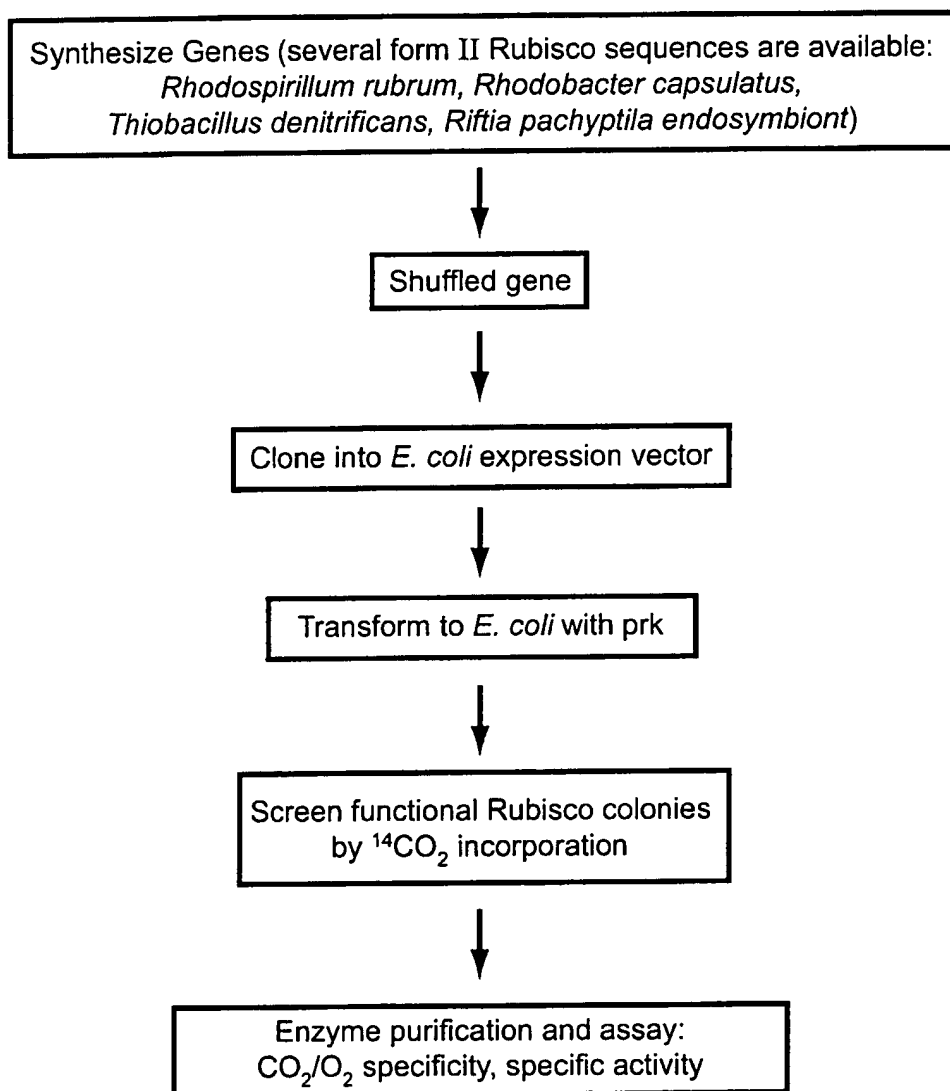 Synthesize Genes (several form II Rubisco sequences are available:
Rhodospirillum rubrum, Rhodobacter capsulatus,
Thiobacillus denitrificans, Riftia pachyptila endosymbiont)
Shuffled gene
Clone into E. coli expression vector
Transform to E. coli with prk
Screen functional Rubisco colonies
by ¹⁴CO₂ incorporation
Enzyme purification and assay:
CO₂/O₂ specificity, specific activity